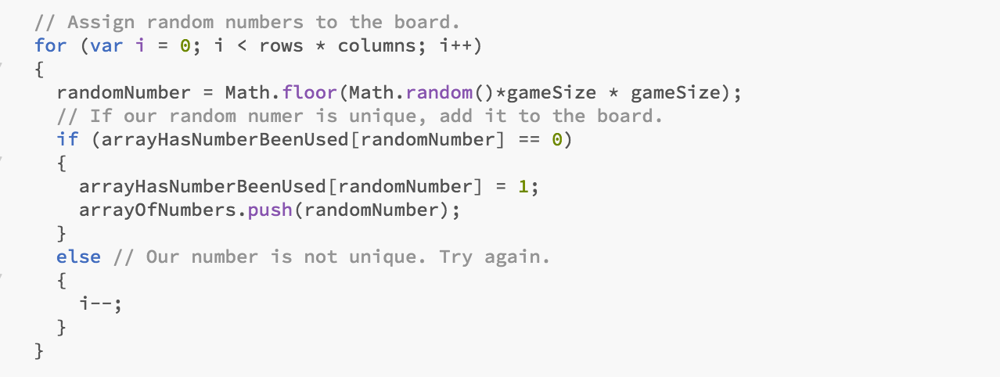 // Assign random numbers to the board.
for (var i = 0; i < rows * columns; i++)
{
randomNumber = Math.floor(Math.random()*gameSize * gameSize);
// If our random numer is unique, add it to the board.
if (arrayHasNumberBeenUsed[randomNumber] == 0)
{
arrayHasNumberBeenUsed[randomNumber] = 1;
arrayOfNumbers.push(randomNumber);
}
else // Our number is not unique. Try again.
{
i--;
}
}